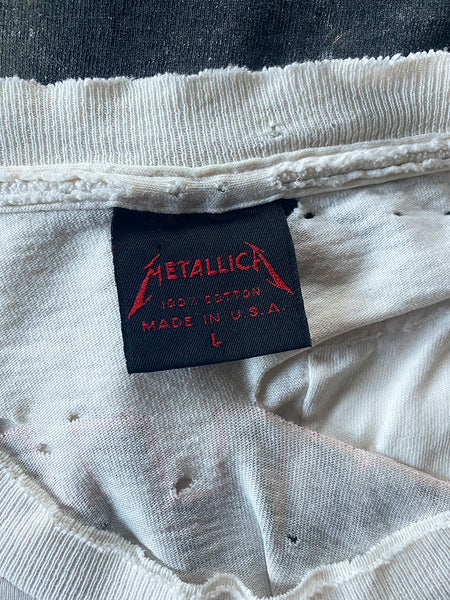 METALLICA
100% COTTON
MADE IN U.S.A.
L